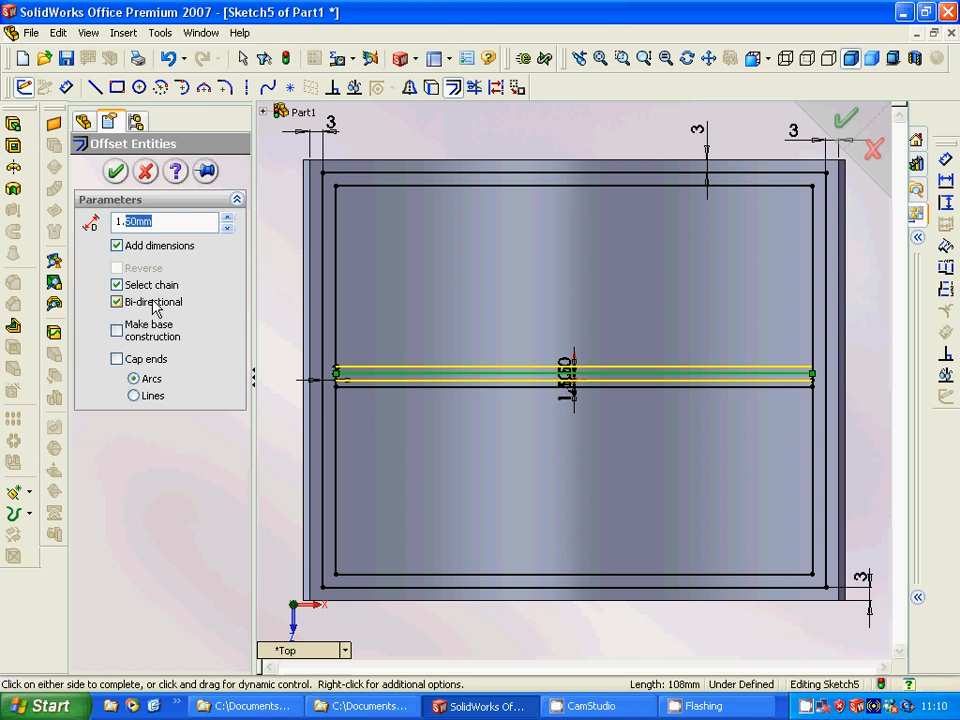 SolidWorks Office Premium 2007 - [Sketch5 of Part1 *]
File Edit View Insert Tools Window Help
Part1
Offset Entities
Parameters
D
1.50mm
Add dimensions
Reverse
Select chain
Bi-directional
Make base
construction
Cap ends
Arcs
Lines
3
3
3
3
X
Z
*Top
Click on either side to complete, or click and drag for dynamic control. Right-click for additional options. Length: 108mm Under Defined Editing Sketch5
Start C:\Documents... C:\Documents... SolidWorks Of... CamStudio Flashing 11:10